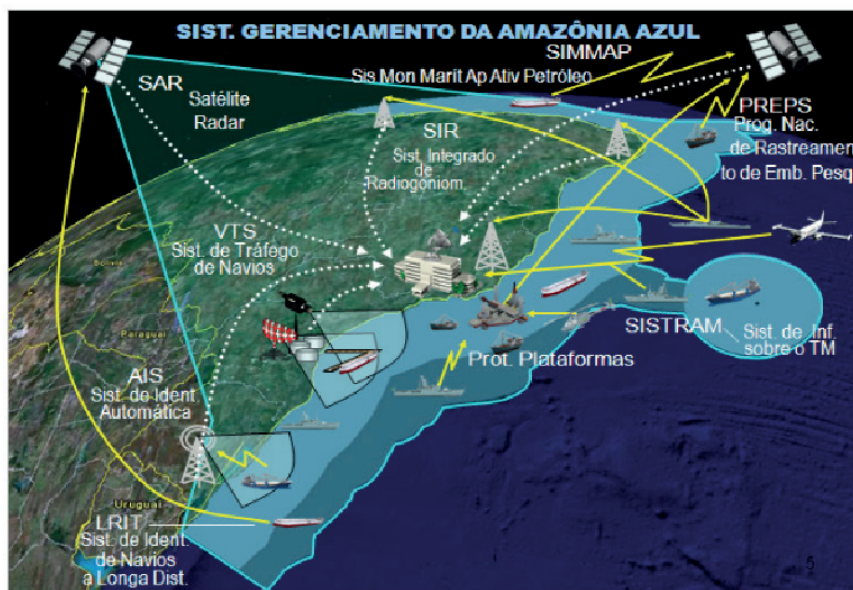 SIST. GERENCIAMENTO DA AMAZÔNIA AZUL
SIMMAP
Sis Mon Marit Ap Ativ Petróleo
SAR
Satélite
Radar
PREPS
Prog. Nac.
de Rastreamen
to de Emb. Pesq
SIR
Sist. Integrado
de
Radiogoniom.
VTS
Sist. de Tráfego
de Navios
Bolivia
Paraguai
SISTRAM
Sist. de Inf.
sobre o TM
Prot. Plataformas
AIS
Sist. de Ident.
Automática
Uruguai
LRIT
Sist. de Ident.
de Navios
a Longa Dist.
5